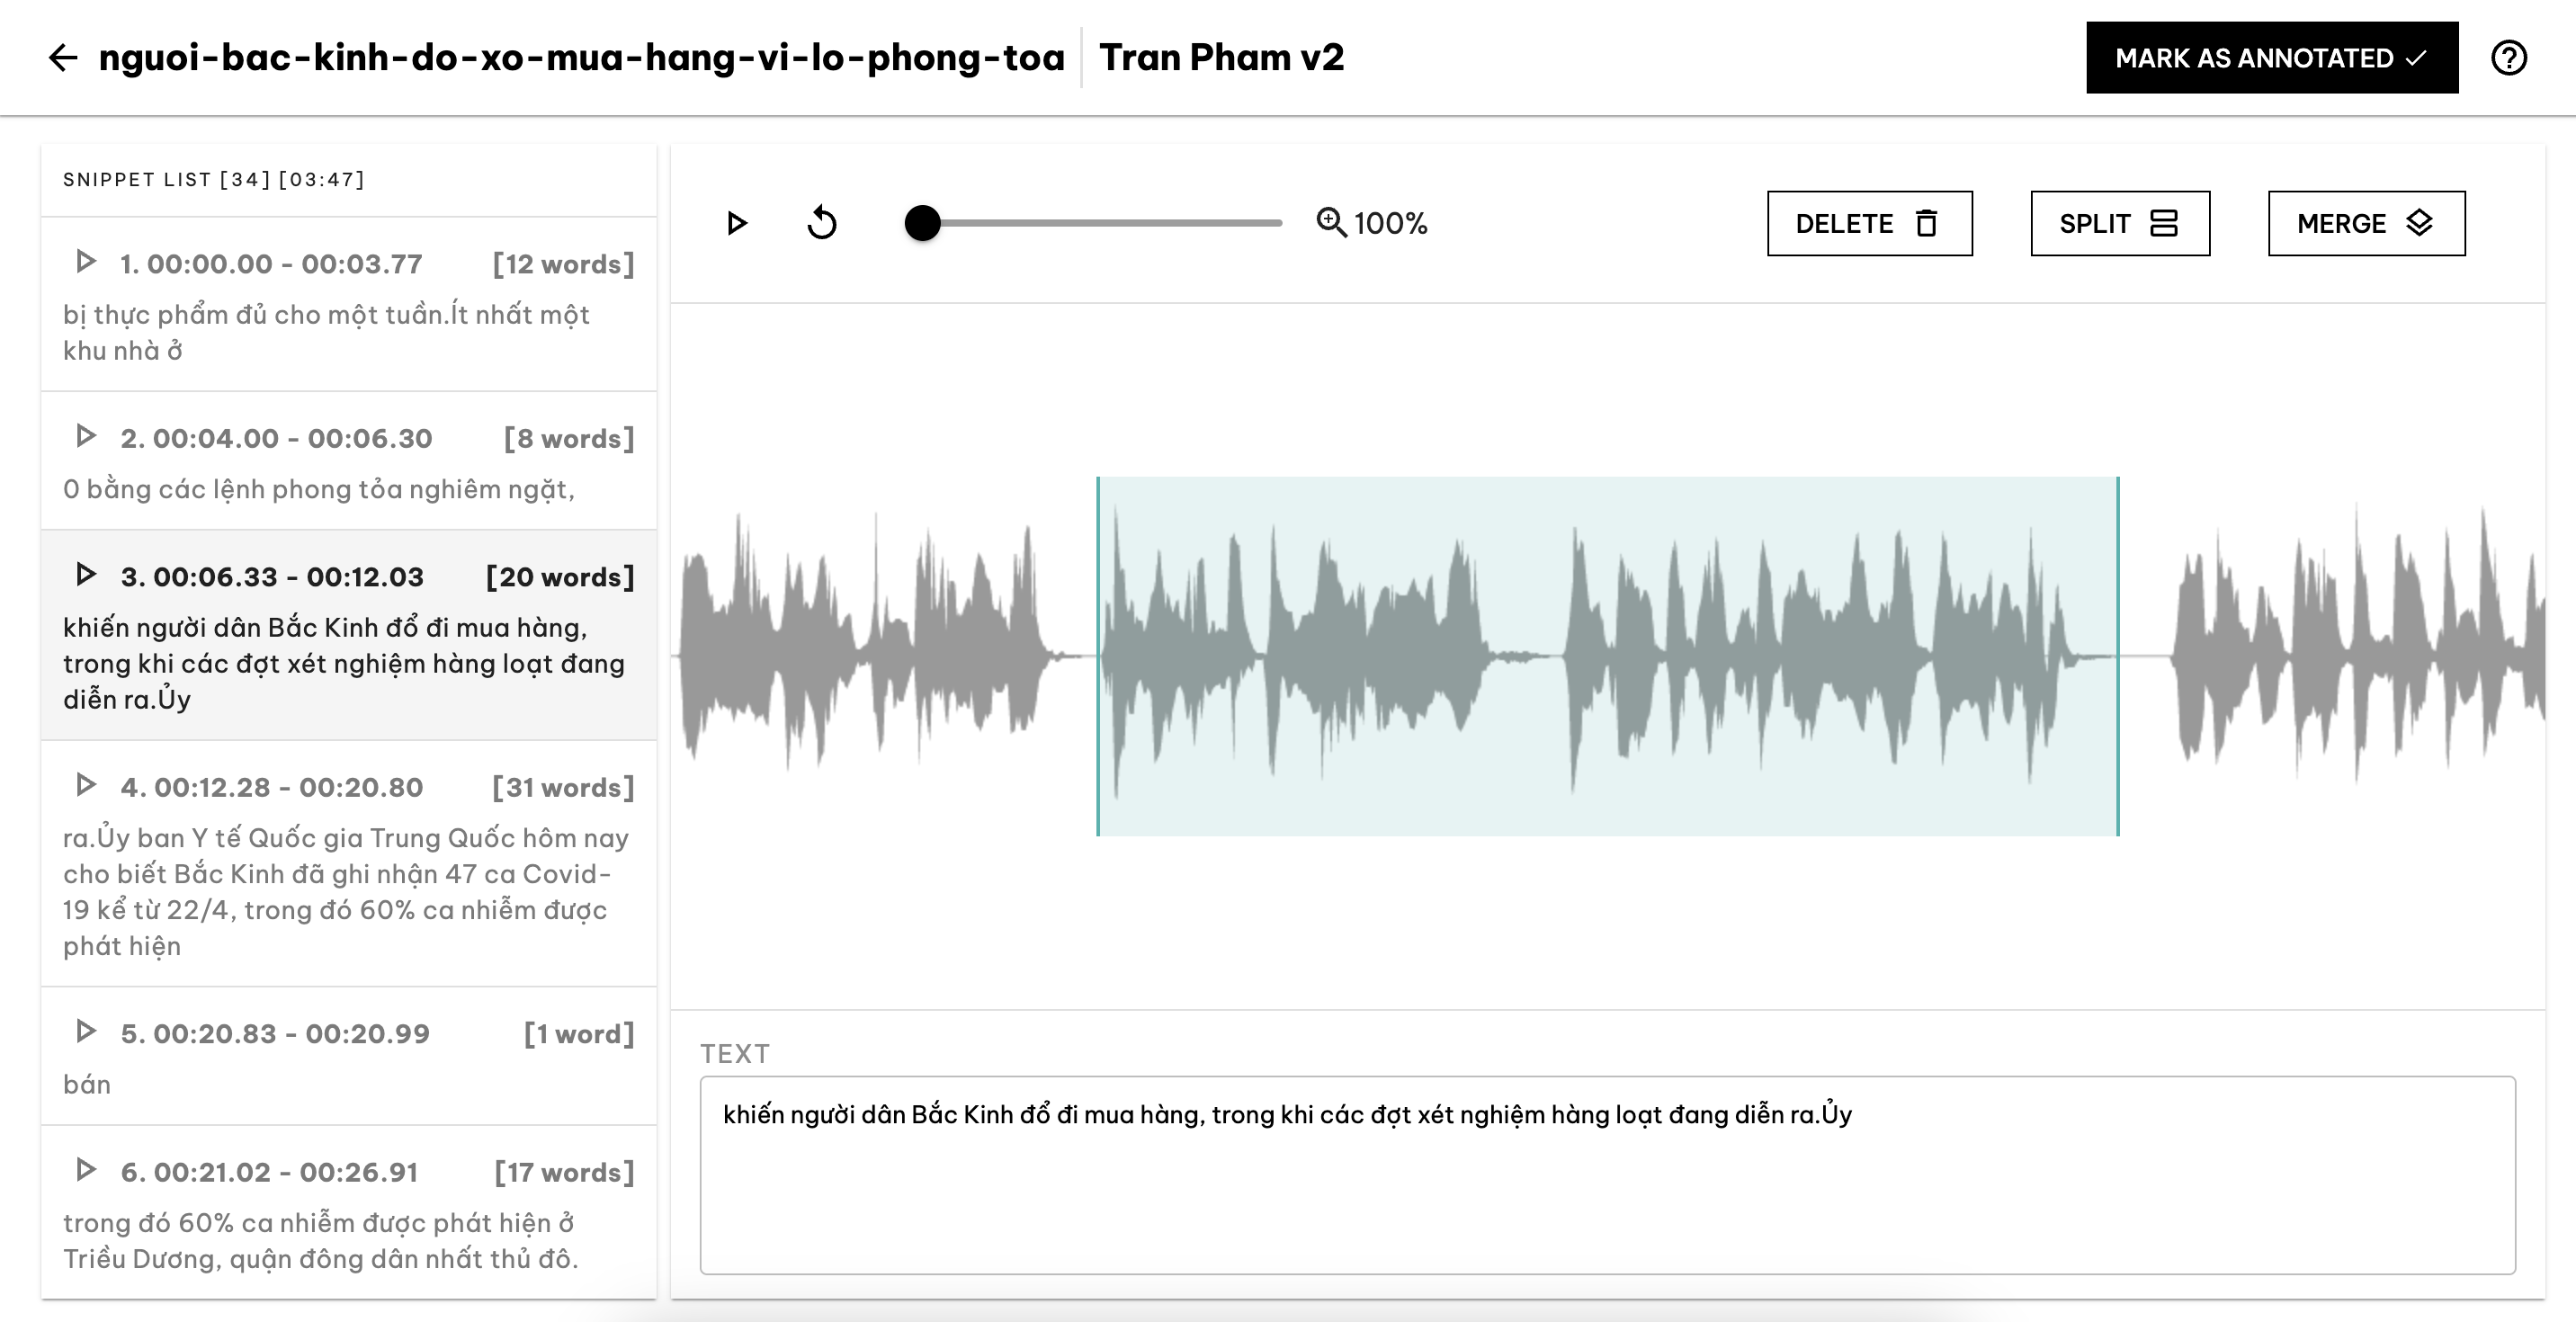 nguoi-bac-kinh-do-xo-mua-hang-vi-lo-phong-toa
Tran Pham v2
MARK AS ANNOTATED
SNIPPET LIST [34] [03:47]
1. 00:00.00 - 00:03.77 [12 words]
bị thực phẩm đủ cho một tuần.Ít nhất một
khu nhà ở
2. 00:04.00 - 00:06.30 [8 words]
0 bằng các lệnh phong tỏa nghiêm ngặt,
3. 00:06.33 - 00:12.03 [20 words]
khiến người dân Bắc Kinh đổ đi mua hàng,
trong khi các đợt xét nghiệm hàng loạt đang
diễn ra.Ủy
4. 00:12.28 - 00:20.80 [31 words]
ra.Ủy ban Y tế Quốc gia Trung Quốc hôm nay
cho biết Bắc Kinh đã ghi nhận 47 ca Covid-
19 kể từ 22/4, trong đó 60% ca nhiễm được
phát hiện
5. 00:20.83 - 00:20.99 [1 word]
bán
6. 00:21.02 - 00:26.91 [17 words]
trong đó 60% ca nhiễm được phát hiện ở
Triều Dương, quận đông dân nhất thủ đô.
100%
DELETE
SPLIT
MERGE
TEXT
khiến người dân Bắc Kinh đổ đi mua hàng, trong khi các đợt xét nghiệm hàng loạt đang diễn ra.Ủy